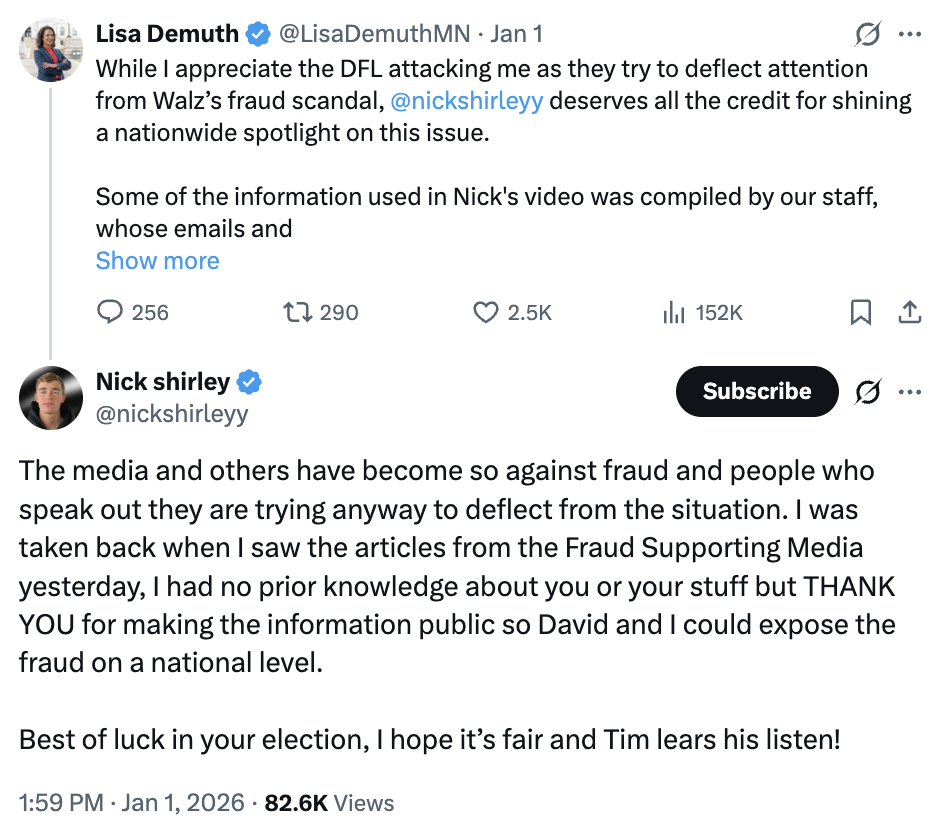 Lisa Demuth @LisaDemuthMN · Jan 1
While I appreciate the DFL attacking me as they try to deflect attention
from Walz's fraud scandal, @nickshirleyy deserves all the credit for shining
a nationwide spotlight on this issue.
Some of the information used in Nick's video was compiled by our staff,
whose emails and
Show more
256 290 2.5K 152K
Nick shirley
@nickshirleyy
Subscribe
The media and others have become so against fraud and people who
speak out they are trying anyway to deflect from the situation. I was
taken back when I saw the articles from the Fraud Supporting Media
yesterday, I had no prior knowledge about you or your stuff but THANK
YOU for making the information public so David and I could expose the
fraud on a national level.
Best of luck in your election, I hope it's fair and Tim lears his listen!
1:59 PM · Jan 1, 2026 · 82.6K Views